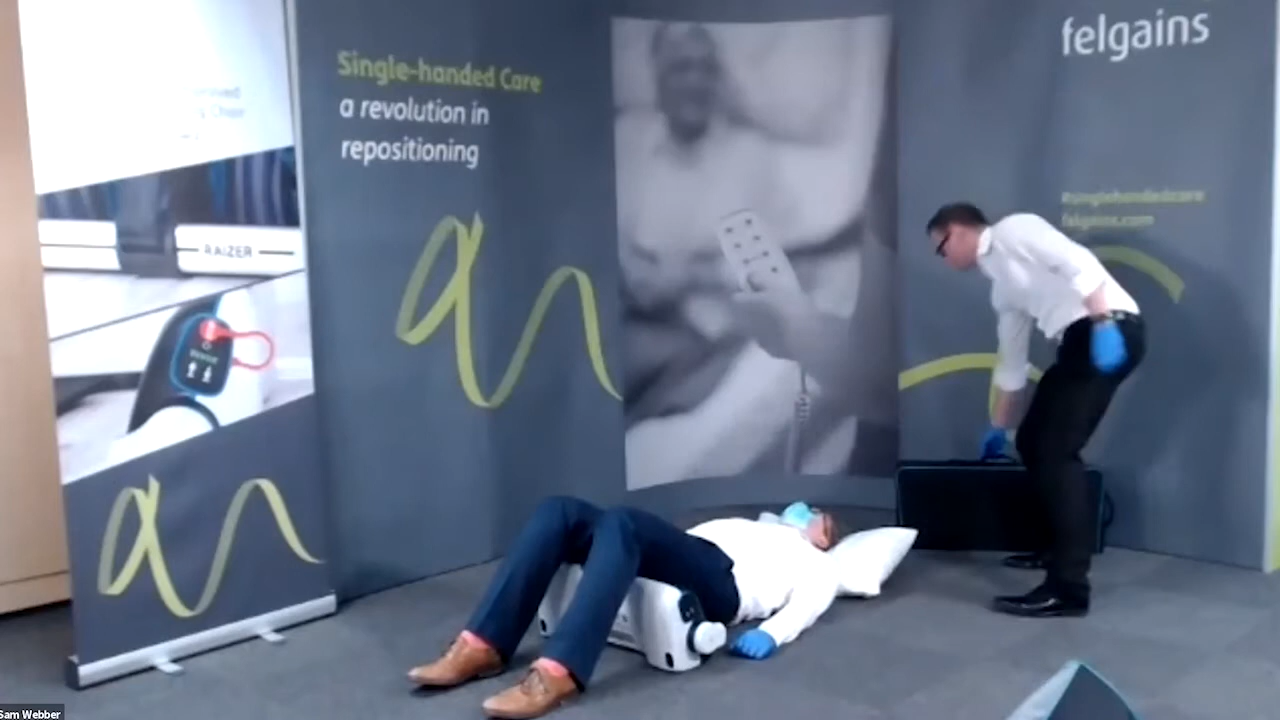 Single-handed Care
a revolution in
repositioning
felgains
#singlehandedcare
felgains.com
RAIZER
Sam Webber